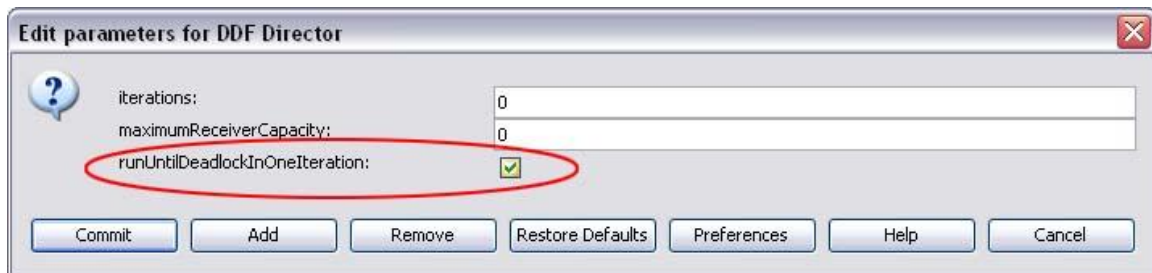 Edit parameters for DDF Director
iterations: 0
maximumReceiverCapacity: 0
runUntilDeadlockInOneIteration:
Commit Add Remove Restore Defaults Preferences Help Cancel